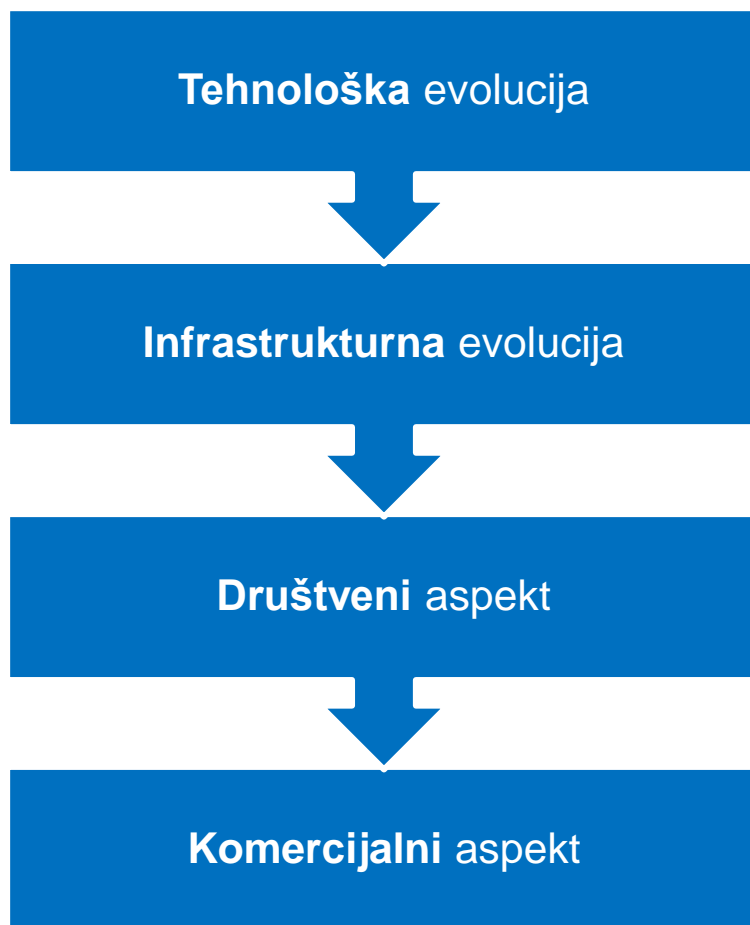 Tehnološka evolucija
Infrastrukturna evolucija
Društveni aspekt
Komercijalni aspekt